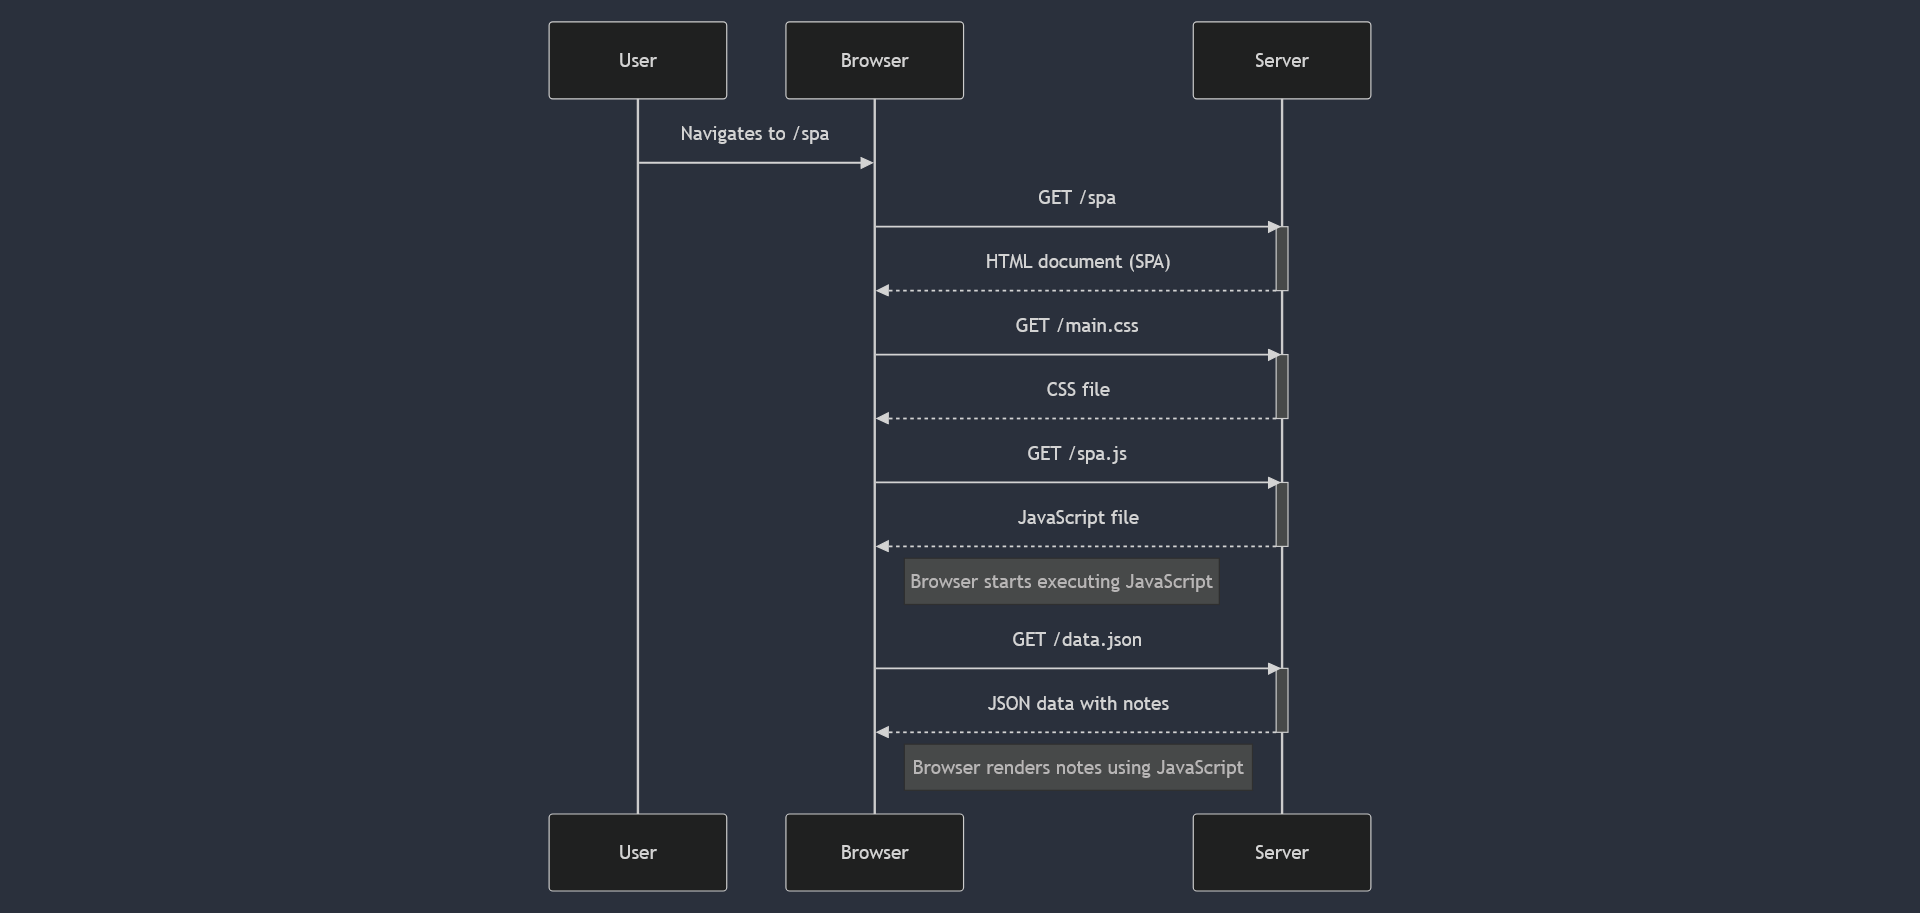 User
Browser
Server
Navigates to /spa
GET /spa
HTML document (SPA)
GET /main.css
CSS file
GET /spa.js
JavaScript file
Browser starts executing JavaScript
GET /data.json
JSON data with notes
Browser renders notes using JavaScript
User
Browser
Server